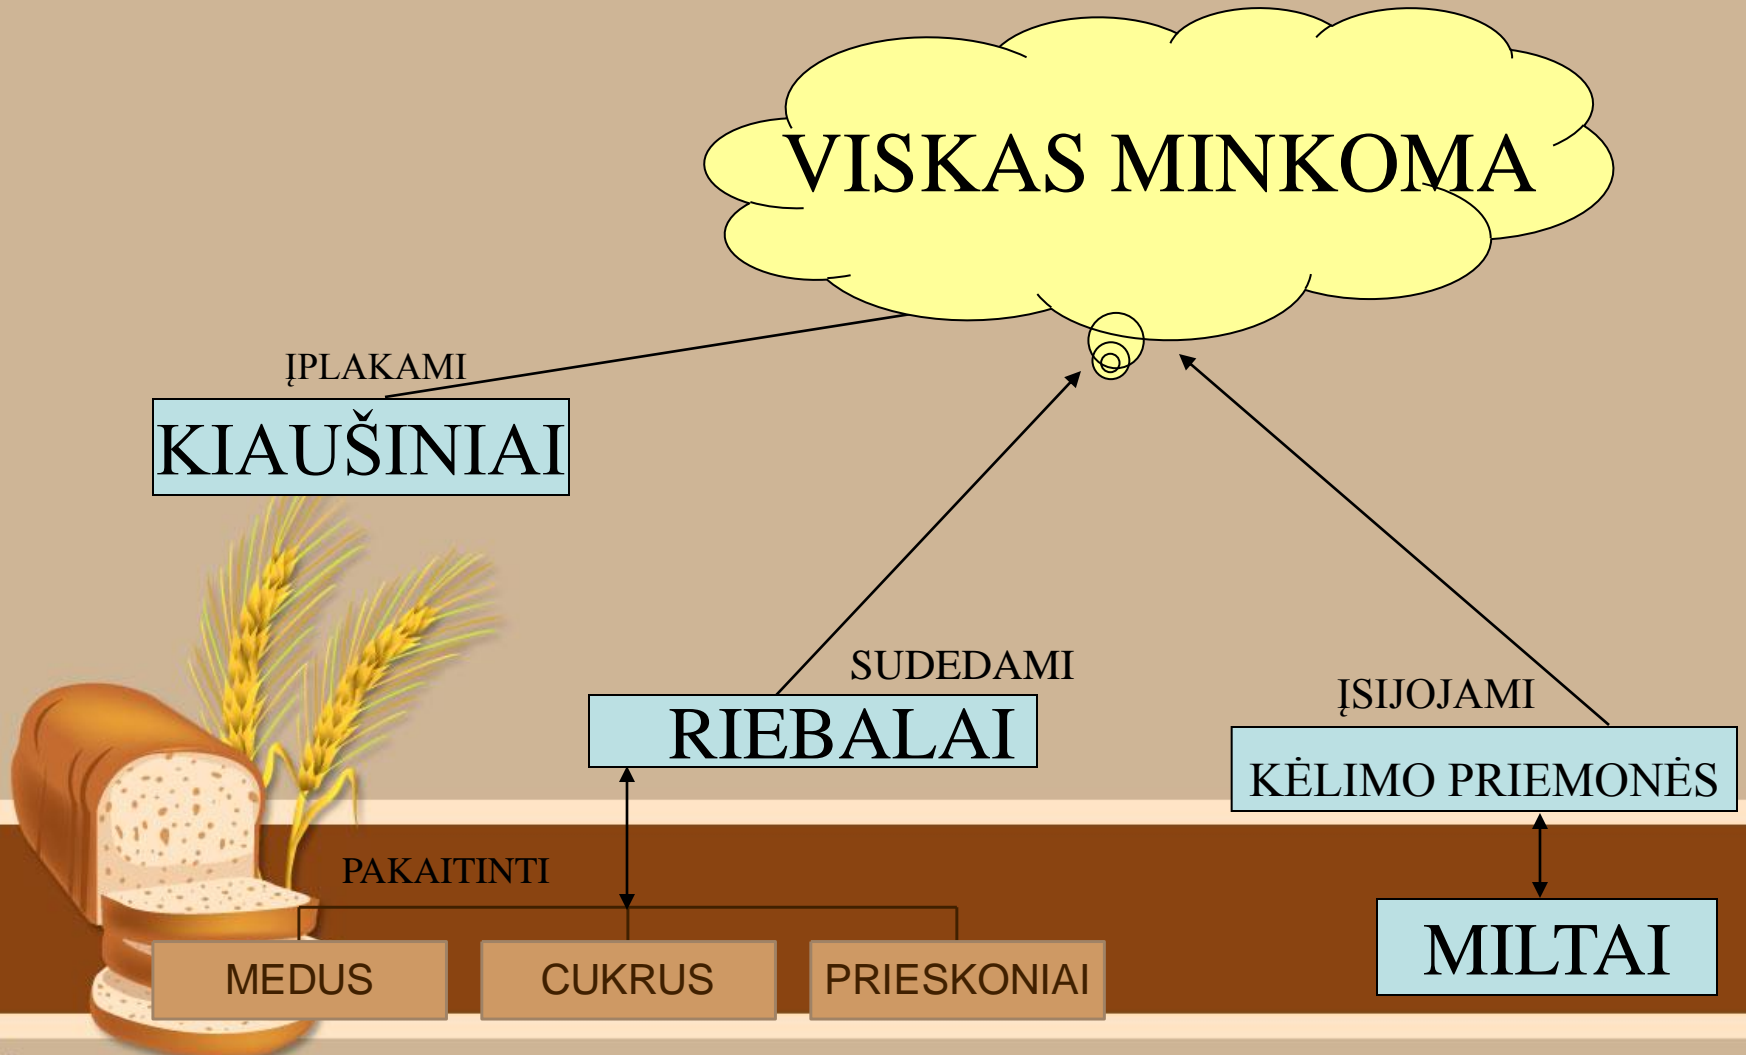 VISKAS MINKOMA
ĮPLAKAMI
KIAUŠINIAI
SUDEDAMI
RIEBALAI
ĮSIJOJAMI
KĖLIMO PRIEMONĖS
PAKAITINTI
MEDUS
CUKRUS
PRIESKONIAI
MILTAI